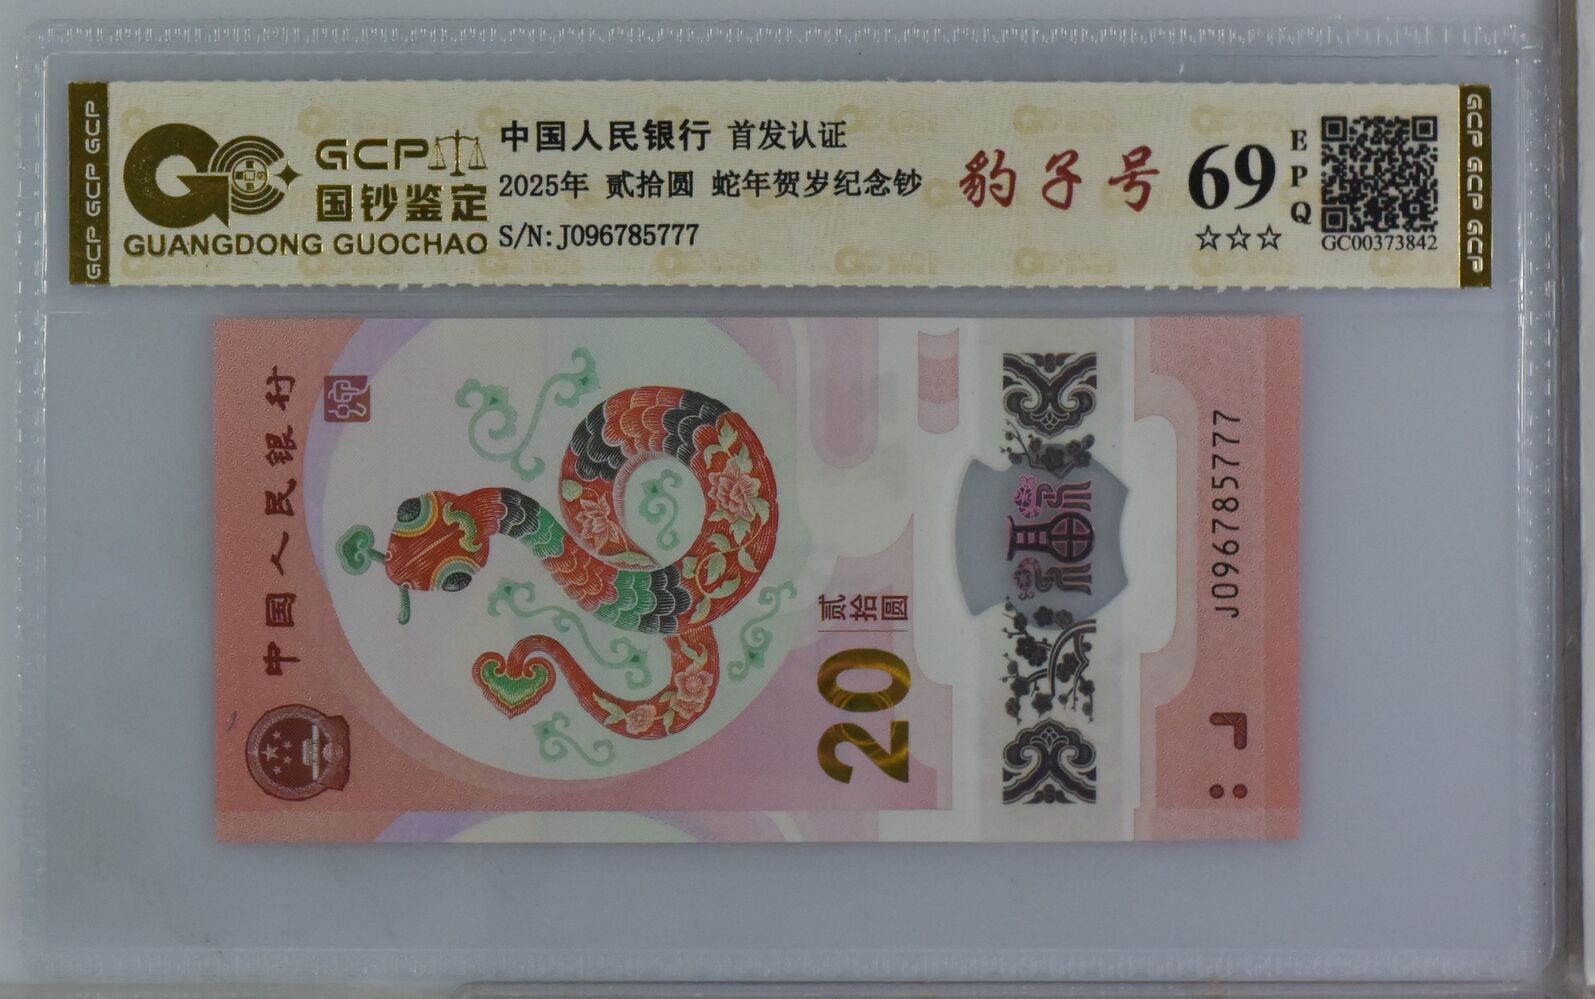 GCP GCP GCP
GCP
国钞鉴定
GUANGDONG GUOCHAO
中国人民银行 首发认证
2025年 贰拾圆 蛇年贺岁纪念钞
S/N:J096785777
豹子号
69
EPQ
☆☆☆
GC00373842
GCP GCP GCP
中国人民银行
贰拾圆
20
福
J096785777